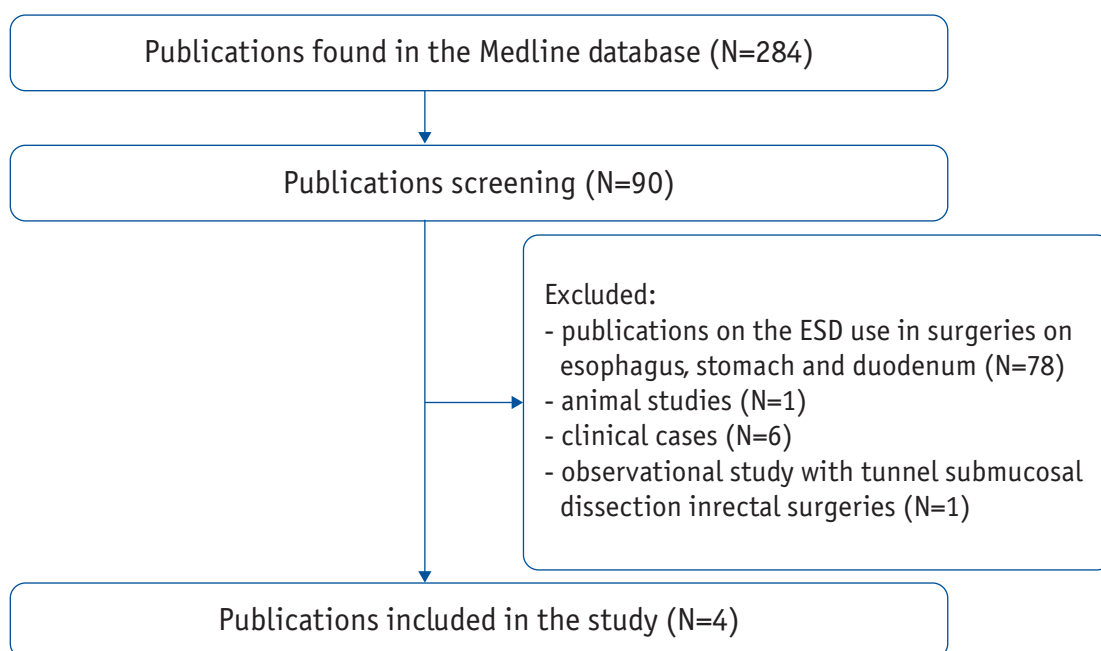 Publications found in the Medline database (N=284)
Publications screening (N=90)
Excluded:
- publications on the ESD use in surgeries on
esophagus, stomach and duodenum (N=78)
- animal studies (N=1)
- clinical cases (N=6)
- observational study with tunnel submucosal
dissection inrectal surgeries (N=1)
Publications included in the study (N=4)